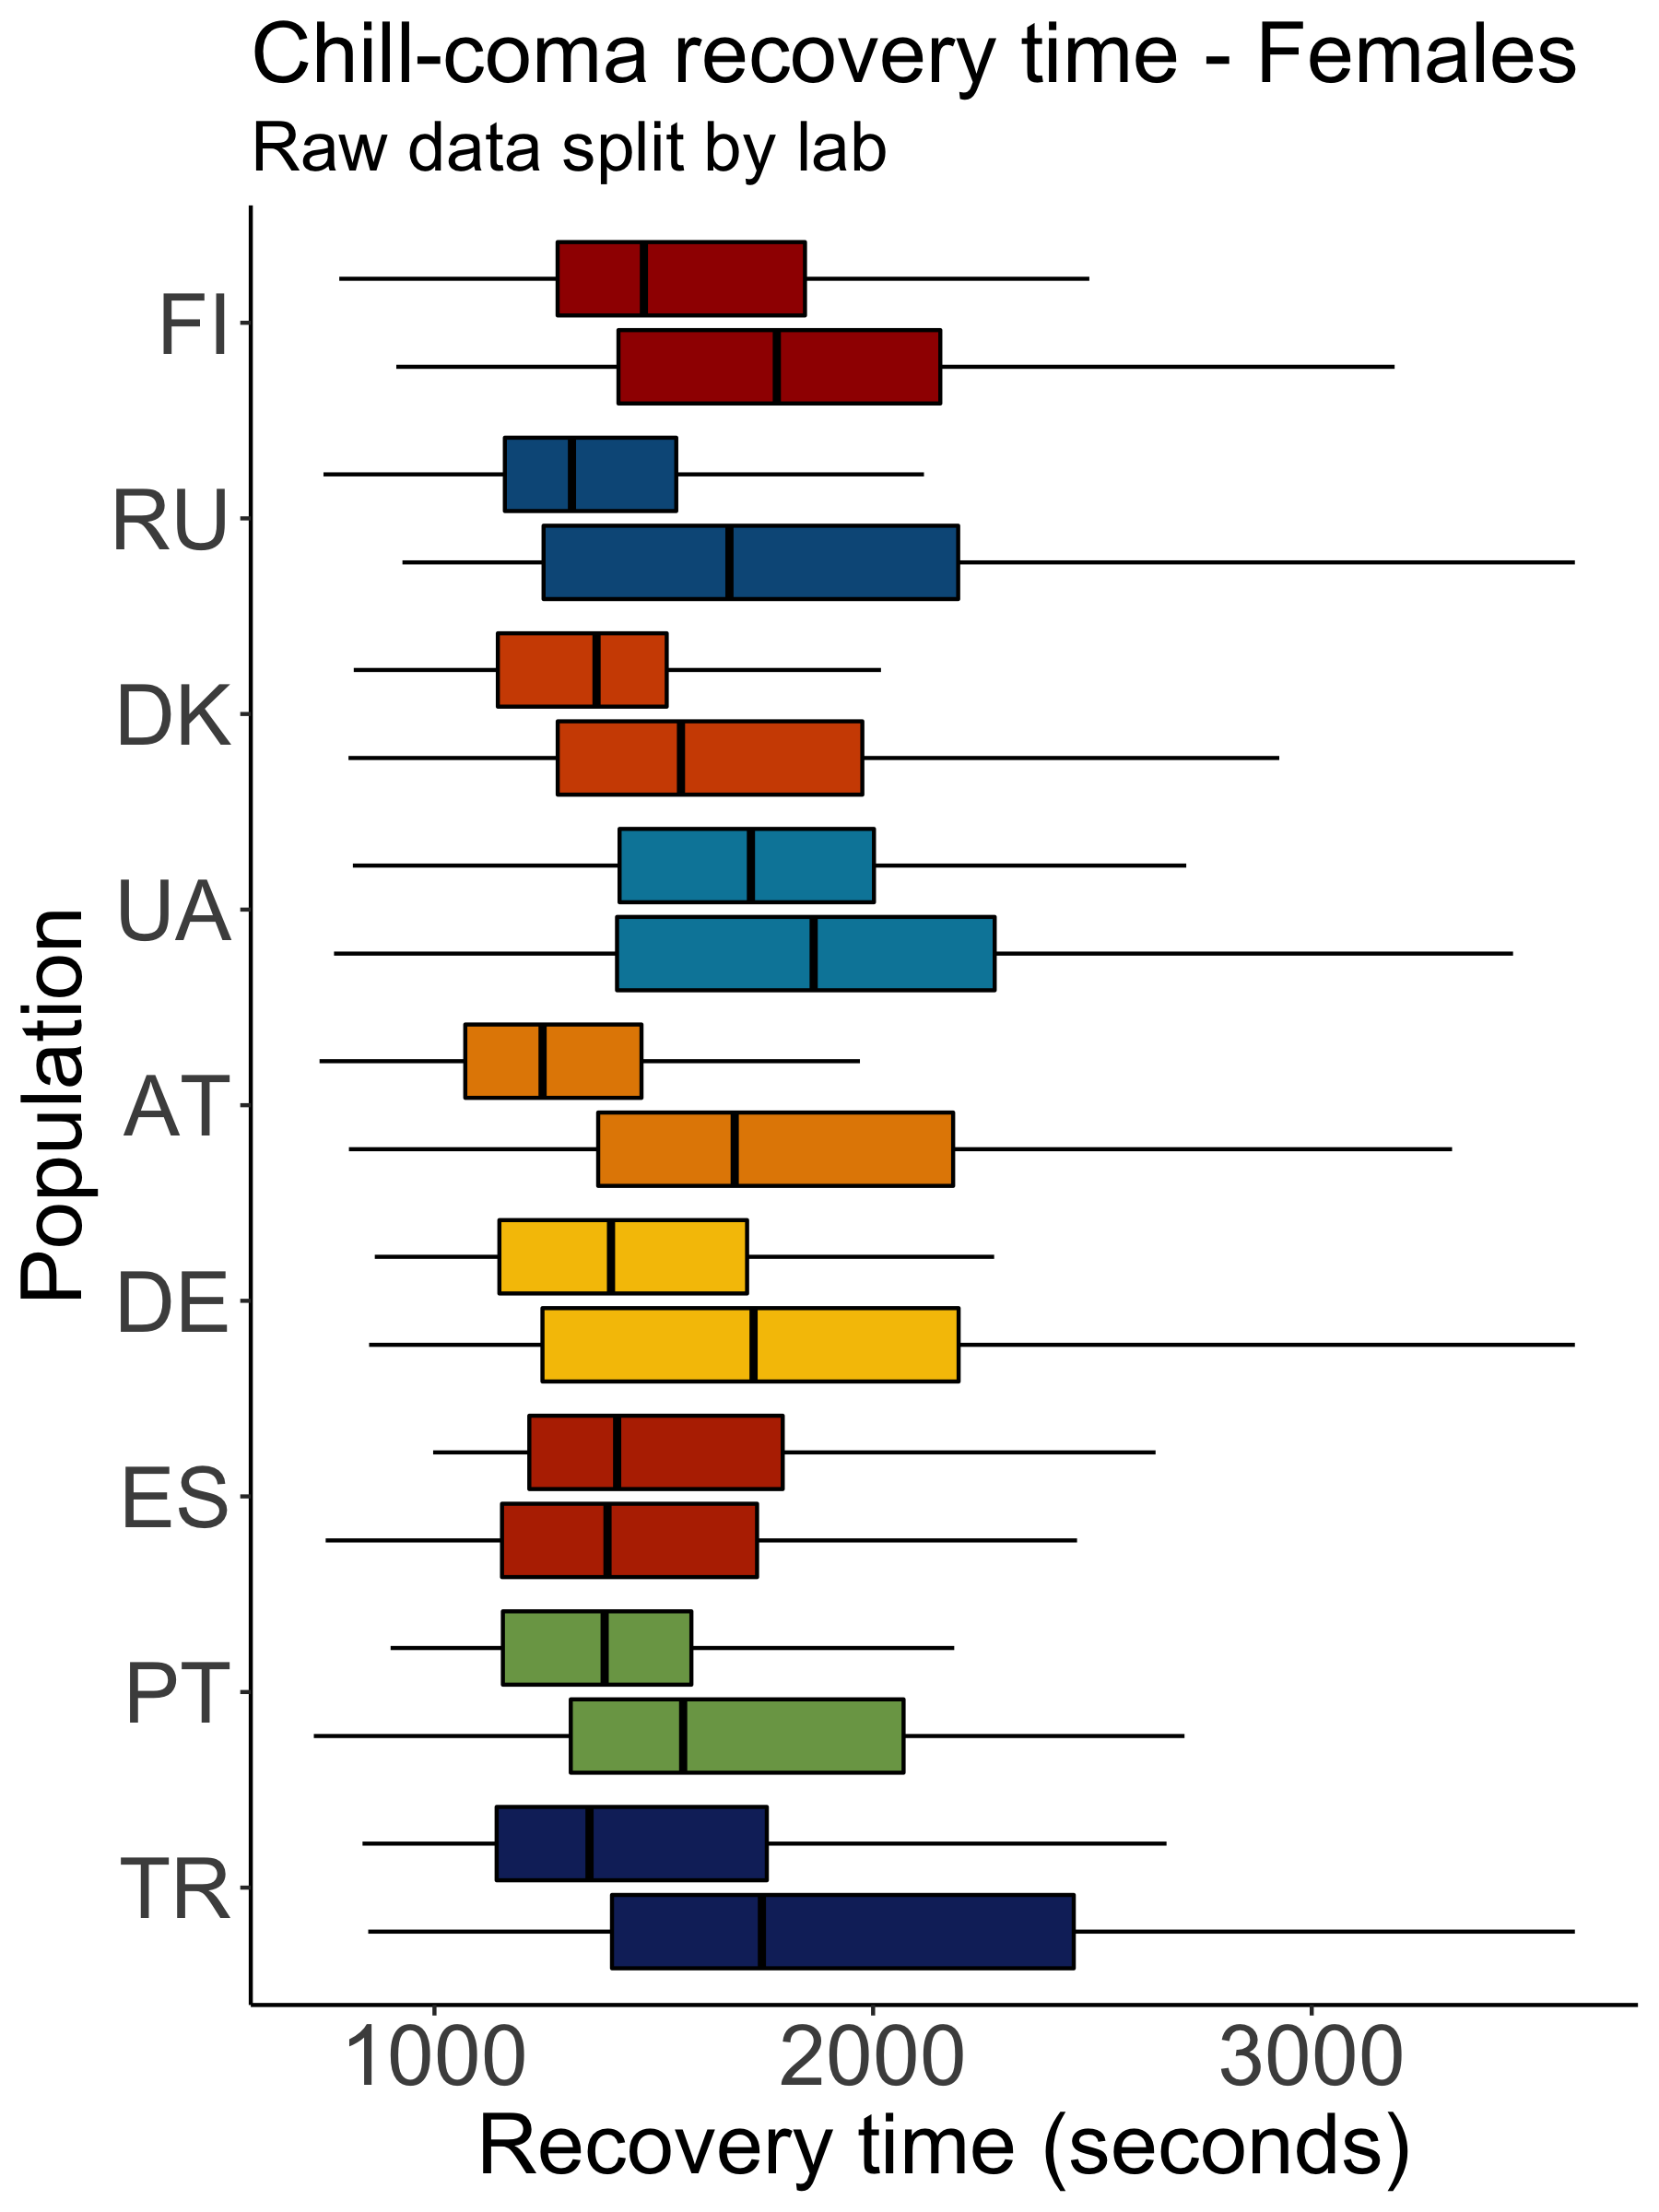 Chill-coma recovery time - Females
Raw data split by lab
FI
RU
DK
UA
AT
DE
ES
PT
TR
Population
1000 2000 3000
Recovery time (seconds)